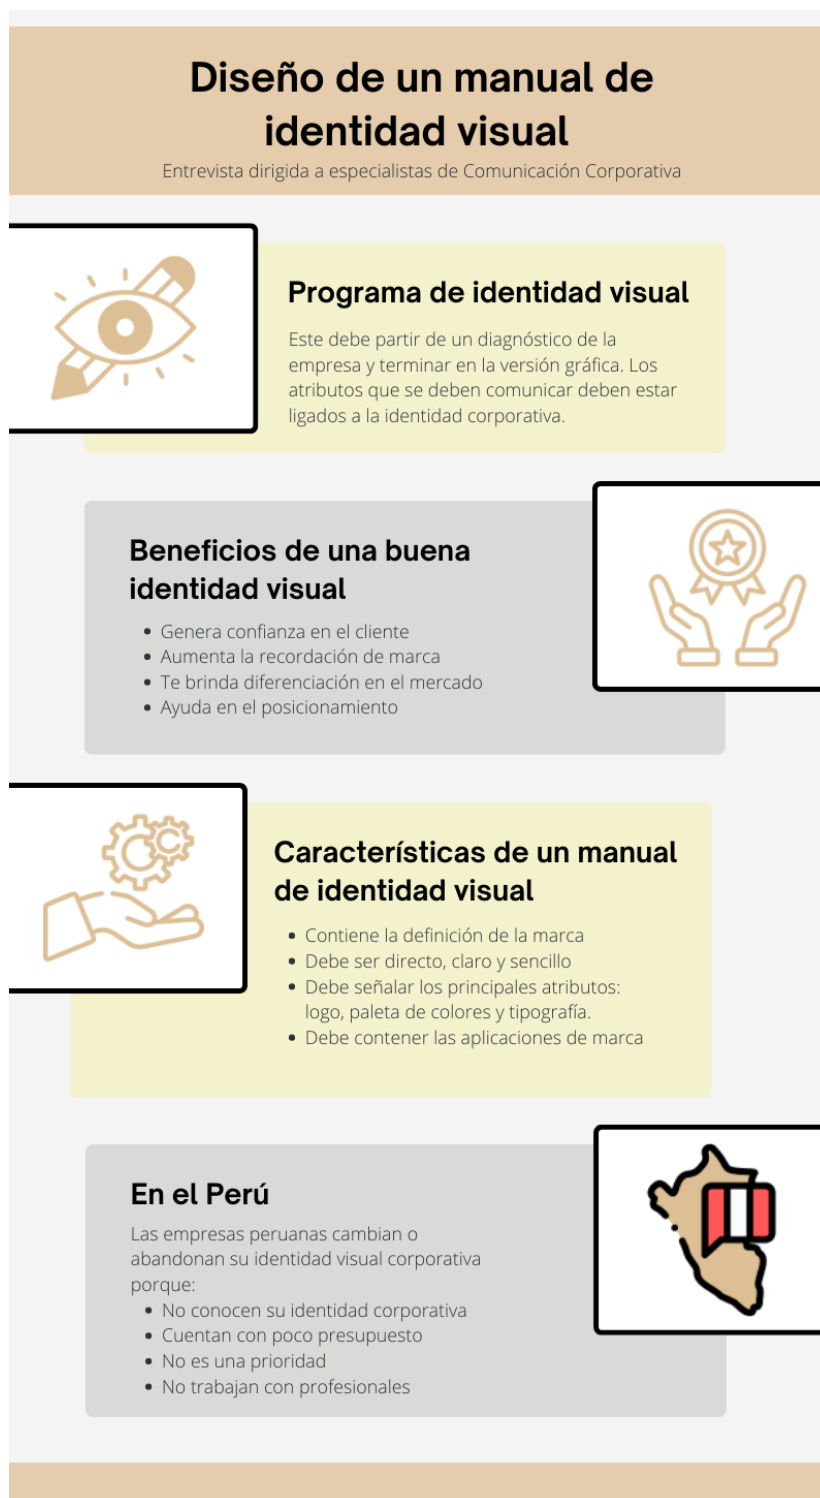 Diseño de un manual de
identidad visual
Entrevista dirigida a especialistas de Comunicación Corporativa
Programa de identidad visual
Este debe partir de un diagnóstico de la
empresa y terminar en la versión gráfica. Los
atributos que se deben comunicar deben estar
ligados a la identidad corporativa.
Beneficios de una buena
identidad visual
• Genera confianza en el cliente
• Aumenta la recordación de marca
• Te brinda diferenciación en el mercado
• Ayuda en el posicionamiento
Características de un manual
de identidad visual
• Contiene la definición de la marca
• Debe ser directo, claro y sencillo
• Debe señalar los principales atributos:
logo, paleta de colores y tipografía.
• Debe contener las aplicaciones de marca
En el Perú
Las empresas peruanas cambian o
abandonan su identidad visual corporativa
porque:
• No conocen su identidad corporativa
• Cuentan con poco presupuesto
• No es una prioridad
• No trabajan con profesionales